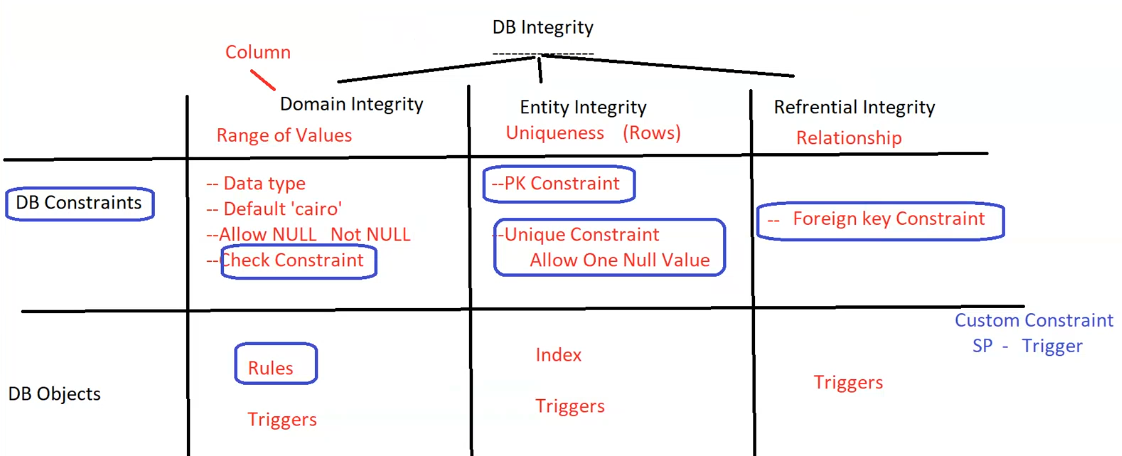 DB Integrity
Column
Domain Integrity
Entity Integrity
Refrential Integrity
Range of Values
Uniqueness (Rows)
Relationship
DB Constraints
-- Data type
-- Default 'cairo'
--Allow NULL Not NULL
--Check Constraint
--PK Constraint
--Unique Constraint
Allow One Null Value
-- Foreign key Constraint
Custom Constraint
SP - Trigger
DB Objects
Rules
Triggers
Index
Triggers
Triggers